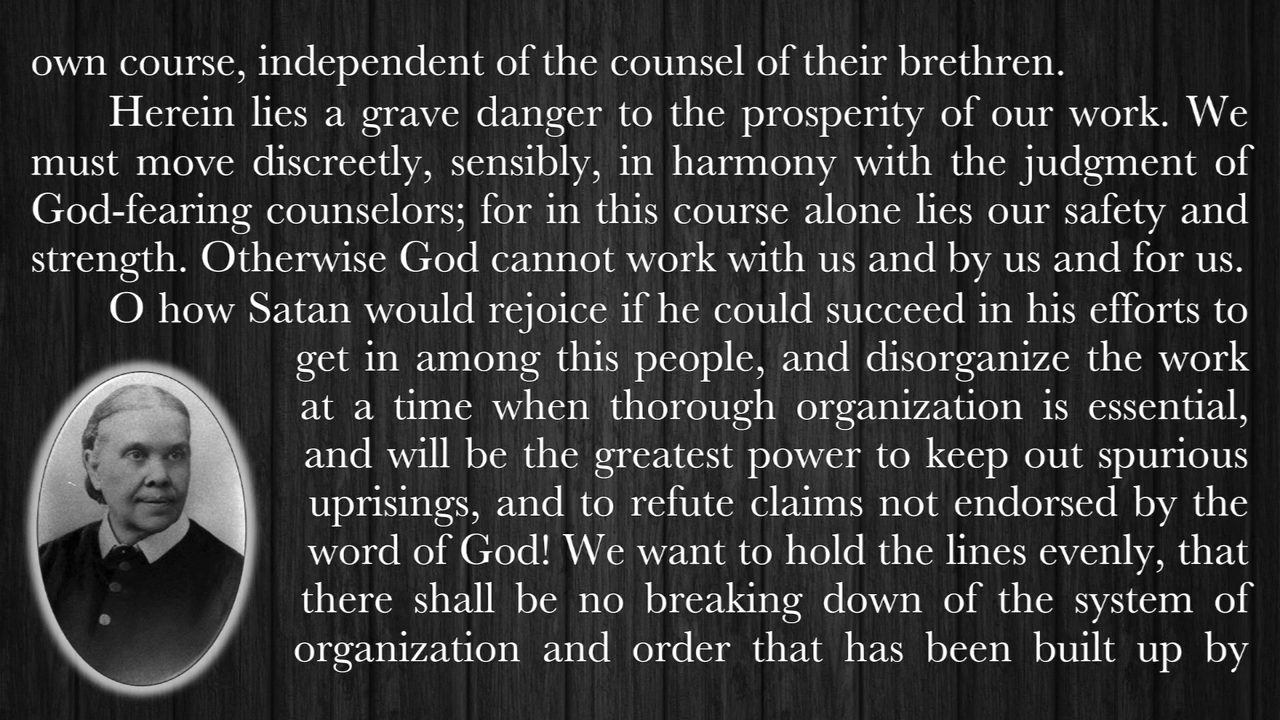 own course, independent of the counsel of their brethren.
Herein lies a grave danger to the prosperity of our work. We
must move discreetly, sensibly, in harmony with the judgment of
God-fearing counselors; for in this course alone lies our safety and
strength. Otherwise God cannot work with us and by us and for us.
O how Satan would rejoice if he could succeed in his efforts to
get in among this people, and disorganize the work
at a time when thorough organization is essential,
and will be the greatest power to keep out spurious
uprisings, and to refute claims not endorsed by the
word of God! We want to hold the lines evenly, that
there shall be no breaking down of the system of
organization and order that has been built up by